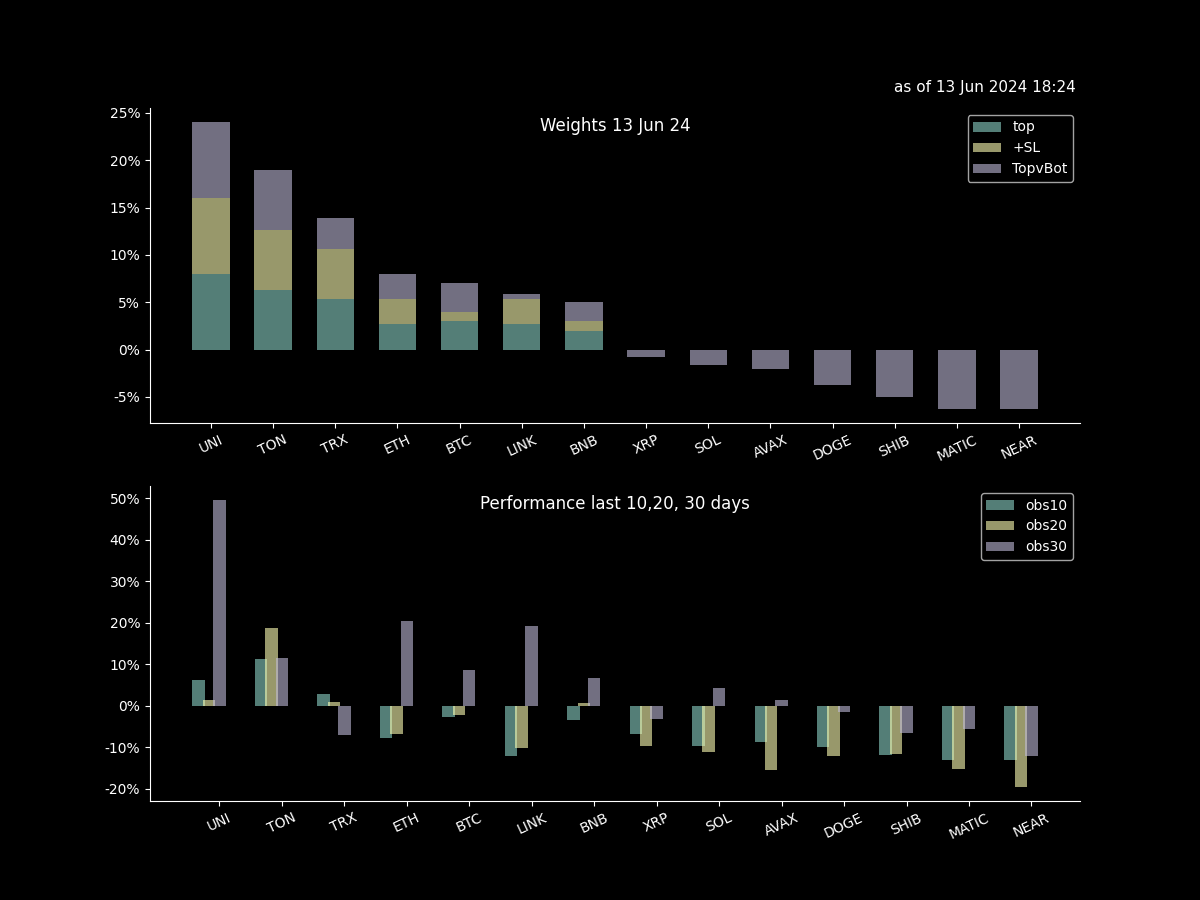 as of 13 Jun 2024 18:24
Weights 13 Jun 24
top
+SL
TopvBot
25%
20%
15%
10%
5%
0%
-5%
UNI TON TRX ETH BTC LINK BNB XRP SOL AVAX DOGE SHIB MATIC NEAR
Performance last 10,20, 30 days
obs10
obs20
obs30
50%
40%
30%
20%
10%
0%
-10%
-20%
UNI TON TRX ETH BTC LINK BNB XRP SOL AVAX DOGE SHIB MATIC NEAR